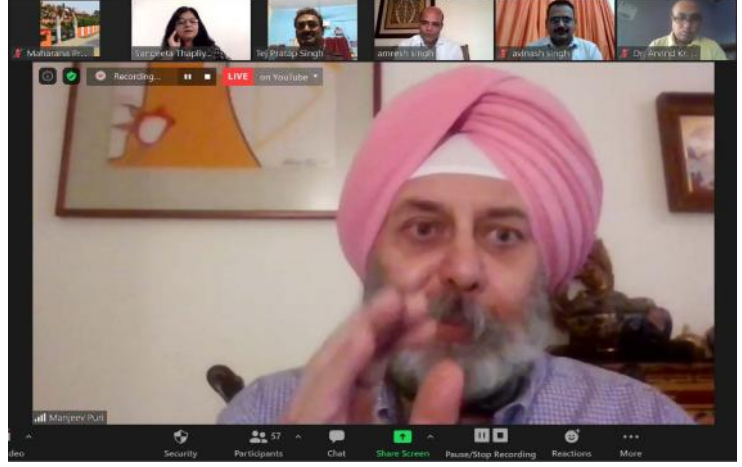 Maharana Pr...
Sangeeta Thapliy...
Tej Pratap Singh
amresh singh
avinash singh
Dr. Arvind Kr. ...
Recording...
LIVE on YouTube
Manjeev Puri
deo
Security
57
Participants
Chat
Share Screen
Pause/Stop Recording
Reactions
More